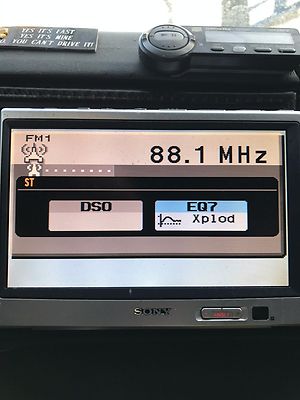 YES IT'S FAST
YES IT'S MINE
NO, YOU CAN'T DRIVE IT!
FM1
88.1 MHz
ST
DSO
EQ7
Xplod
SONY